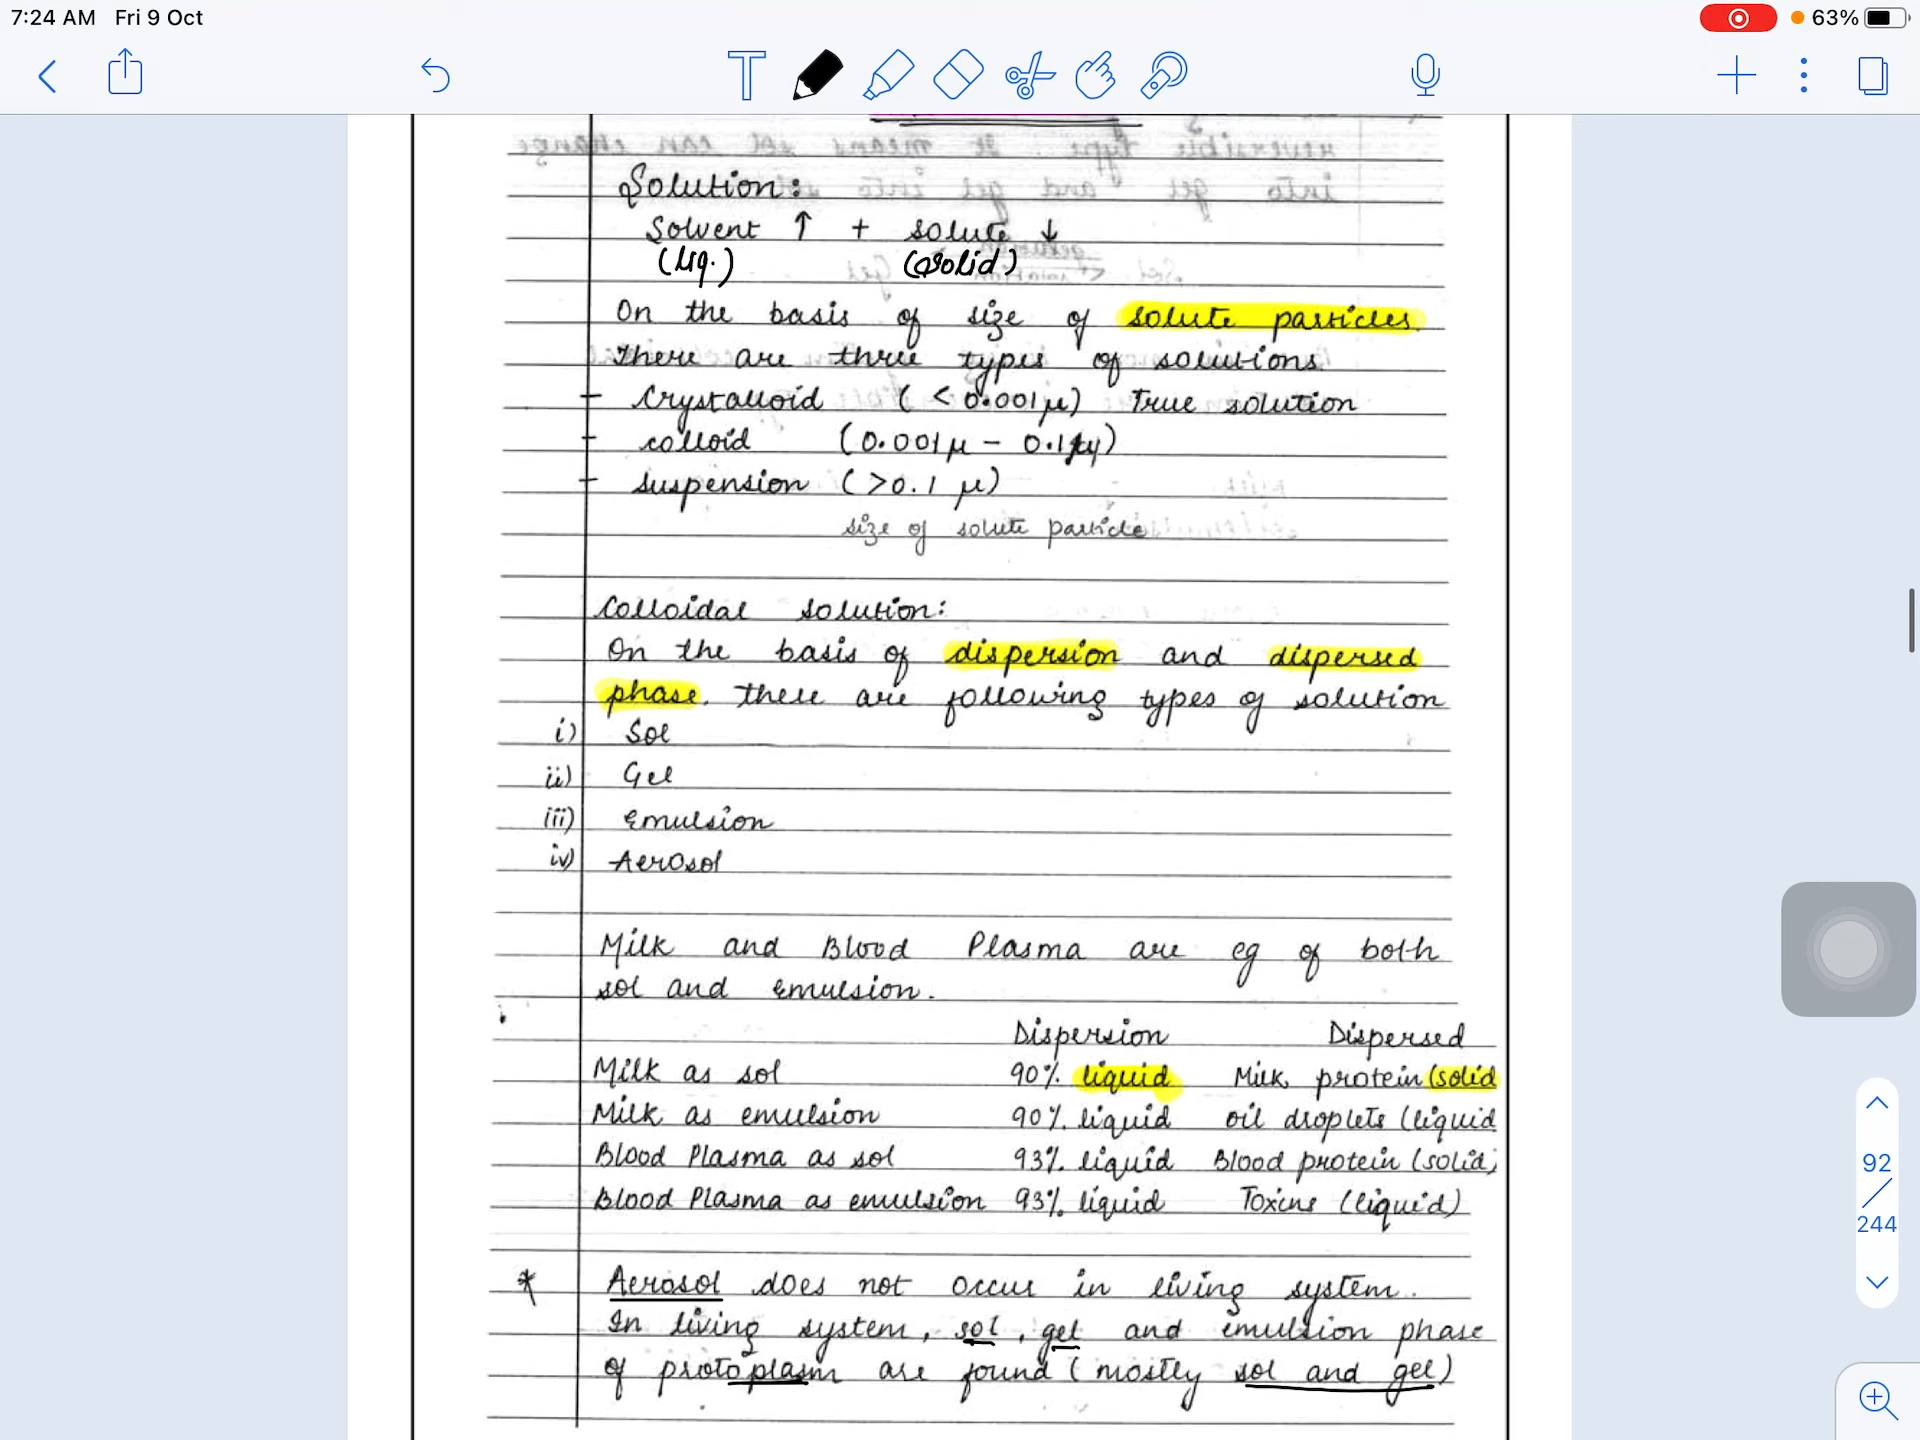 7:24 AM Fri 9 Oct
63%
Solution:
Solvent ↑ + solute ↓
(liq.) (solid)
On the basis of size of solute particles.
There are three types of solutions.
- Crystalloid (<0.001μ) True solution
- colloid (0.001μ - 0.1μ)
- suspension (>0.1 μ)
size of solute particle
Colloidal solution:
On the basis of dispersion and dispersed
phase. there are following types of solution
i) Sol
ii) Gel
iii) Emulsion
iv) Aerosol
Milk and Blood Plasma are eg of both
sol and emulsion.
Dispersion Dispersed
Milk as sol 90% liquid Milk protein (solid
Milk as emulsion 90% liquid oil droplets (liquid
Blood Plasma as sol 93% liquid Blood protein (solid)
Blood Plasma as emulsion 93% liquid Toxins (liquid)
* Aerosol does not occur in living system.
In living system, sol, gel and emulsion phase
of protoplasm are found (mostly sol and gel)
92
/
244